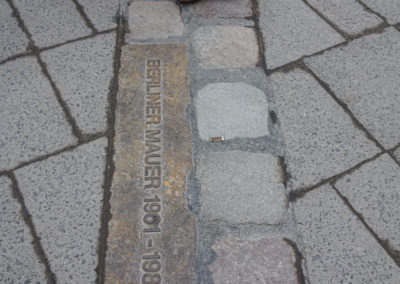 BERLINER MAUER 1961 - 198